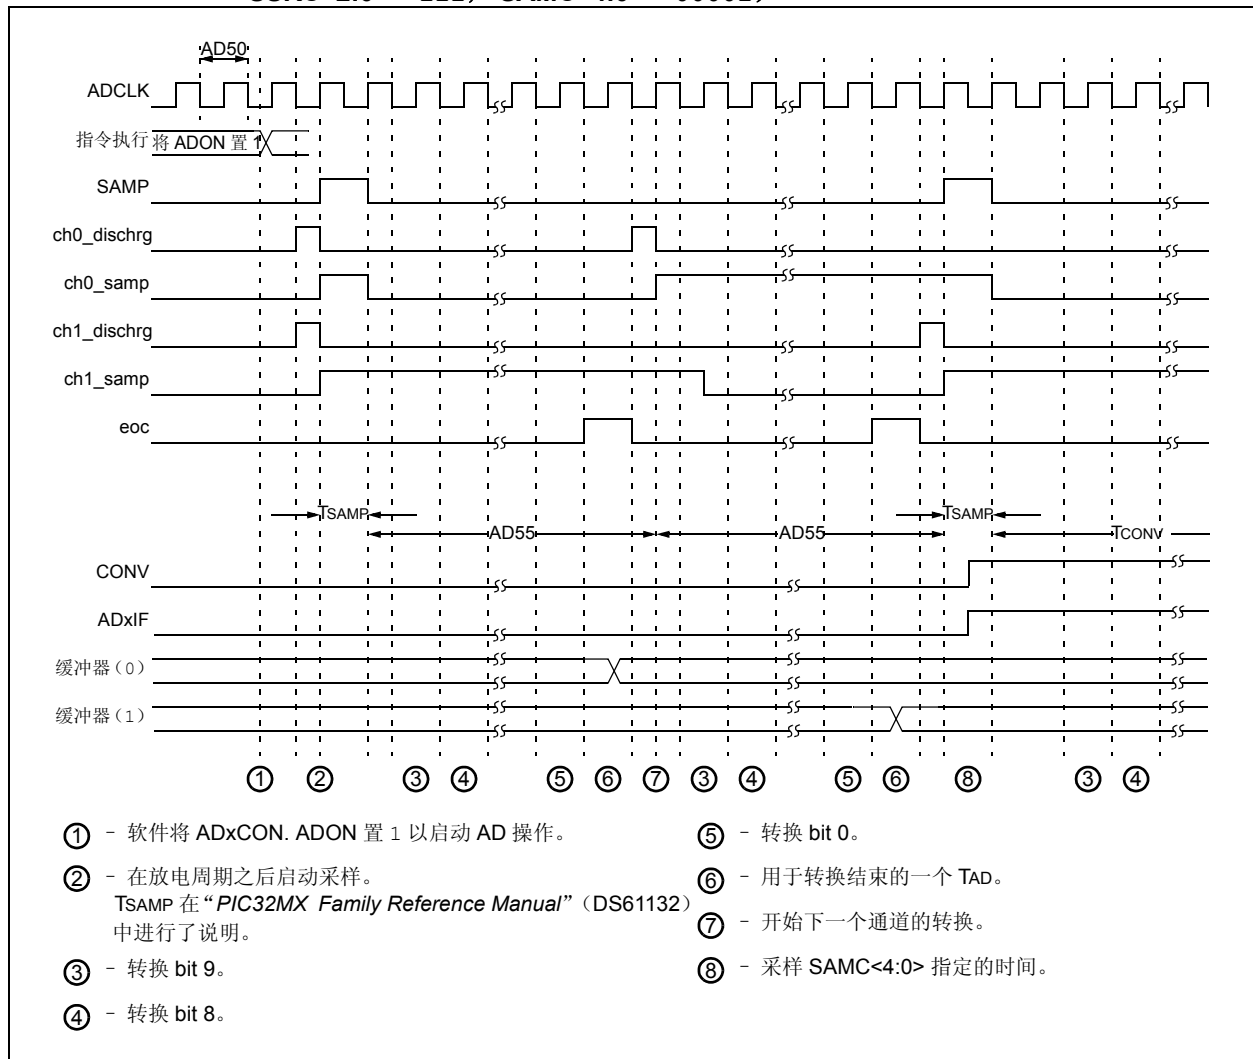 AD50
ADCLK
指令执行 将 ADON 置 1
SAMP
ch0_dischrg
ch0_samp
ch1_dischrg
ch1_samp
eoc
TSAMP TSAMP
AD55 AD55 TCONV
CONV
ADxIF
缓冲器（0）
缓冲器（1）
① ② ③ ④ ⑤ ⑥ ⑦ ③ ④ ⑤ ⑥ ⑧ ③ ④
① – 软件将 ADxCON. ADON 置 1 以启动 AD 操作。
② – 在放电周期之后启动采样。
TSAMP 在“PIC32MX Family Reference Manual”（DS61132）
中进行了说明。
③ – 转换 bit 9。
④ – 转换 bit 8。
⑤ – 转换 bit 0。
⑥ – 用于转换结束的一个 TAD。
⑦ – 开始下一个通道的转换。
⑧ – 采样 SAMC<4:0> 指定的时间。